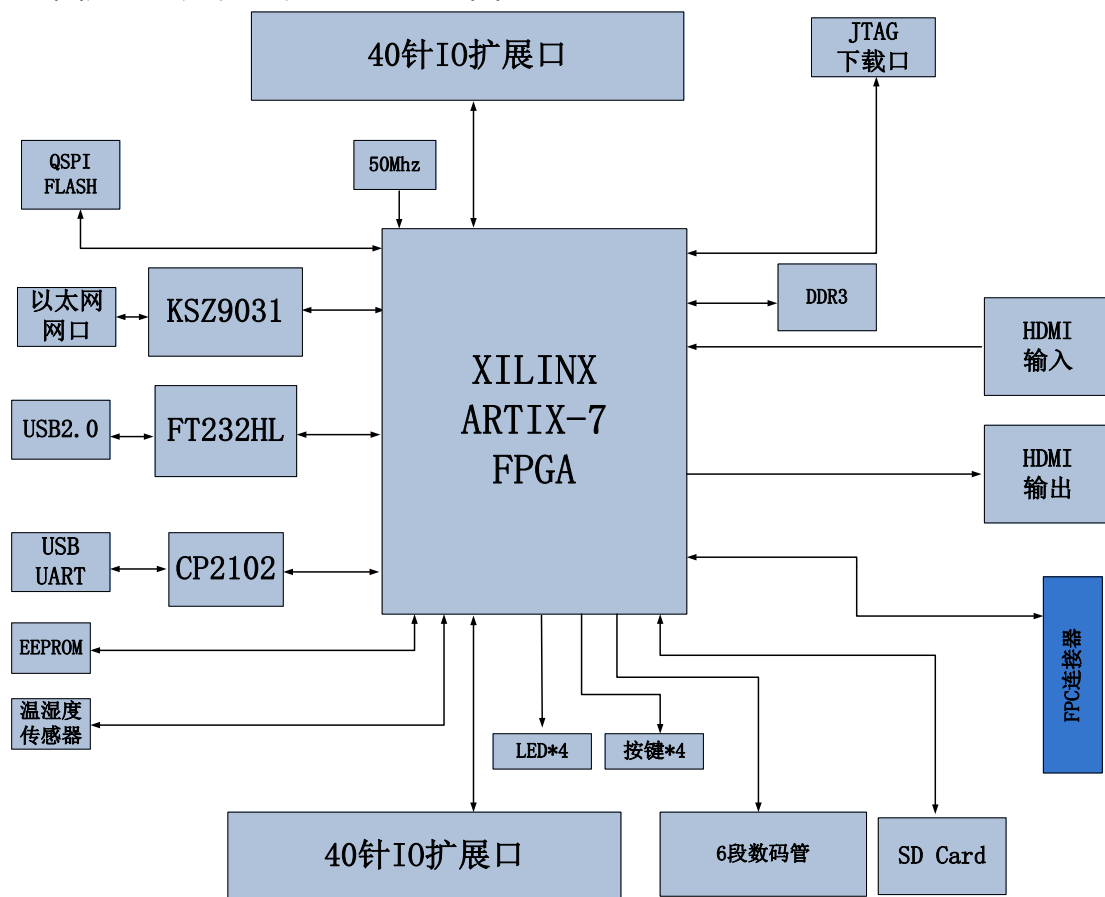 40针IO扩展口
JTAG
下载口
QSPI
FLASH
50Mhz
以太网
网口
KSZ9031
DDR3
HDMI
输入
XILINX
ARTIX-7
FPGA
USB2.0
FT232HL
HDMI
输出
USB
UART
CP2102
FPC连接器
EEPROM
温湿度
传感器
LED*4
按键*4
40针IO扩展口
6段数码管
SD Card